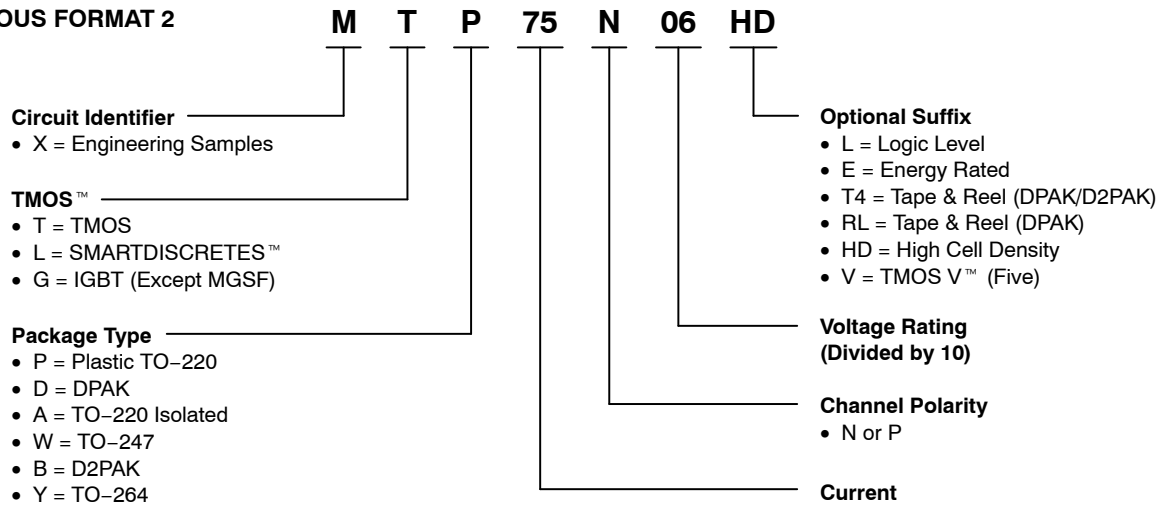 OUS FORMAT 2
M T P 75 N 06 HD
Circuit Identifier
• X = Engineering Samples
TMOS™
• T = TMOS
• L = SMARTDISCRETES™
• G = IGBT (Except MGSF)
Package Type
• P = Plastic TO−220
• D = DPAK
• A = TO−220 Isolated
• W = TO−247
• B = D2PAK
• Y = TO−264
Optional Suffix
• L = Logic Level
• E = Energy Rated
• T4 = Tape & Reel (DPAK/D2PAK)
• RL = Tape & Reel (DPAK)
• HD = High Cell Density
• V = TMOS V™ (Five)
Voltage Rating
(Divided by 10)
Channel Polarity
• N or P
Current